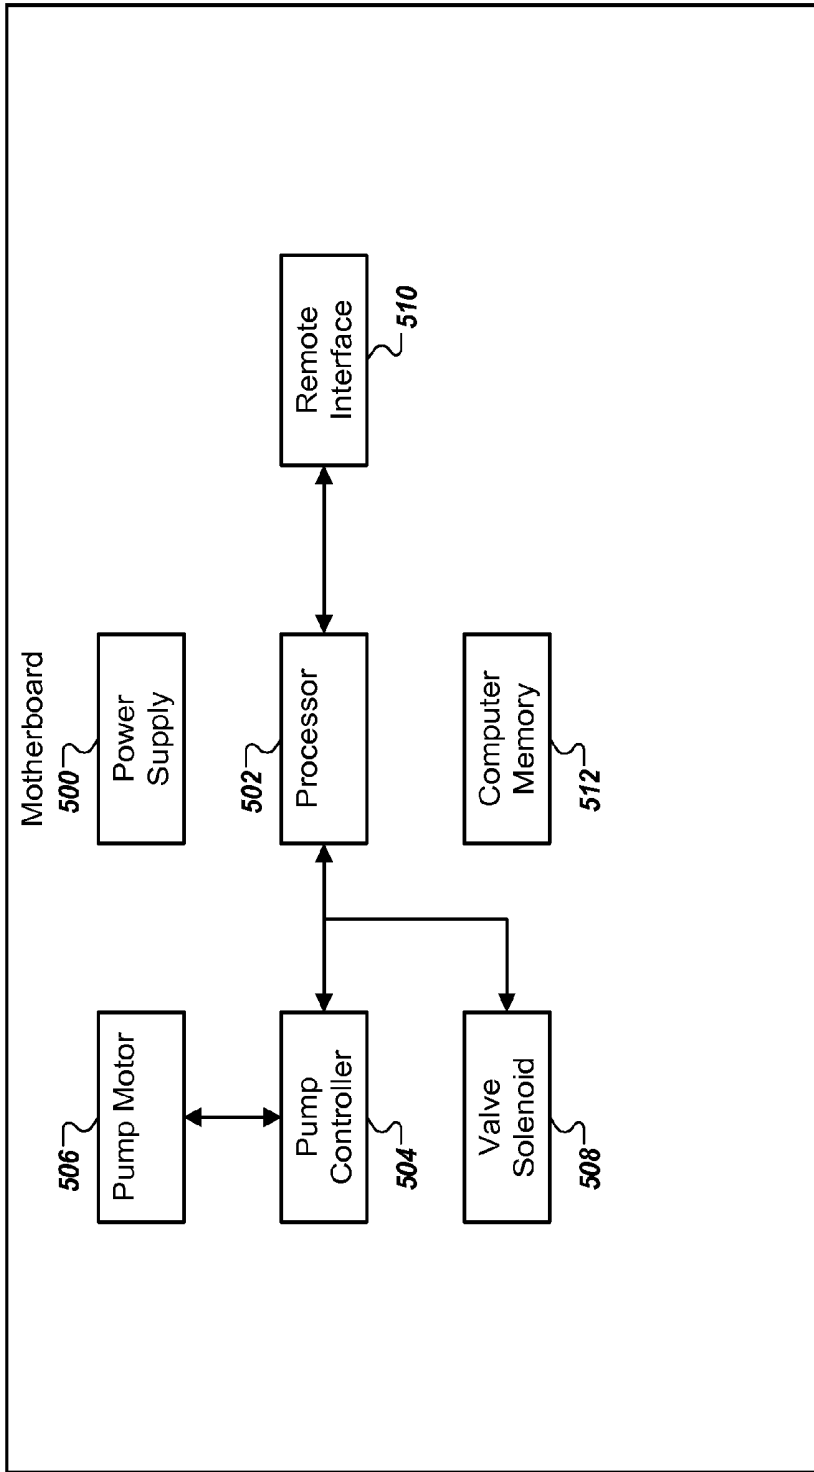 Motherboard
506
Pump Motor
500
Power
Supply
Pump
Controller
504
502
Processor
Remote
Interface
510
Valve
Solenoid
508
Computer
Memory
512